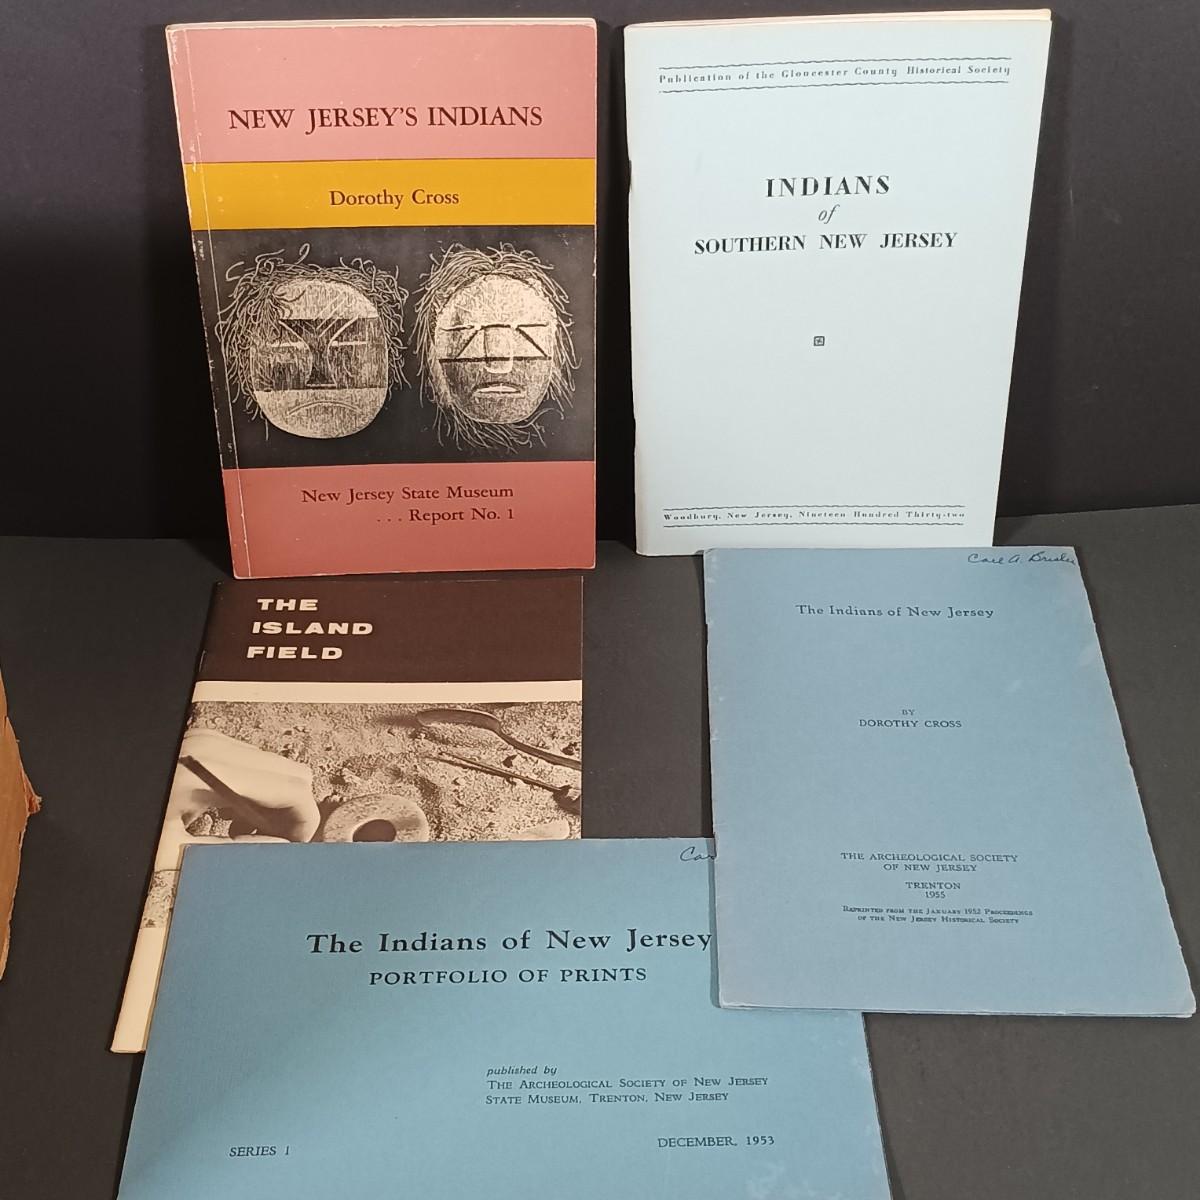 NEW JERSEY'S INDIANS
Dorothy Cross
New Jersey State Museum
... Report No. 1
Publication of the Gloucester County Historical Society
INDIANS
of
SOUTHERN NEW JERSEY
Woodbury, New Jersey, Nineteen Hundred Thirty-two
THE
ISLAND
FIELD
Carl A.
The Indians of New Jersey
BY
DOROTHY CROSS
THE ARCHEOLOGICAL SOCIETY
OF NEW JERSEY
TRENTON
1955
REPRINTED FROM THE JANUARY 1952 PROCEEDINGS
OF THE NEW JERSEY HISTORICAL SOCIETY
The Indians of New Jersey
PORTFOLIO OF PRINTS
published by
THE ARCHEOLOGICAL SOCIETY OF NEW JERSEY
STATE MUSEUM, TRENTON, NEW JERSEY
SERIES 1
DECEMBER, 1953